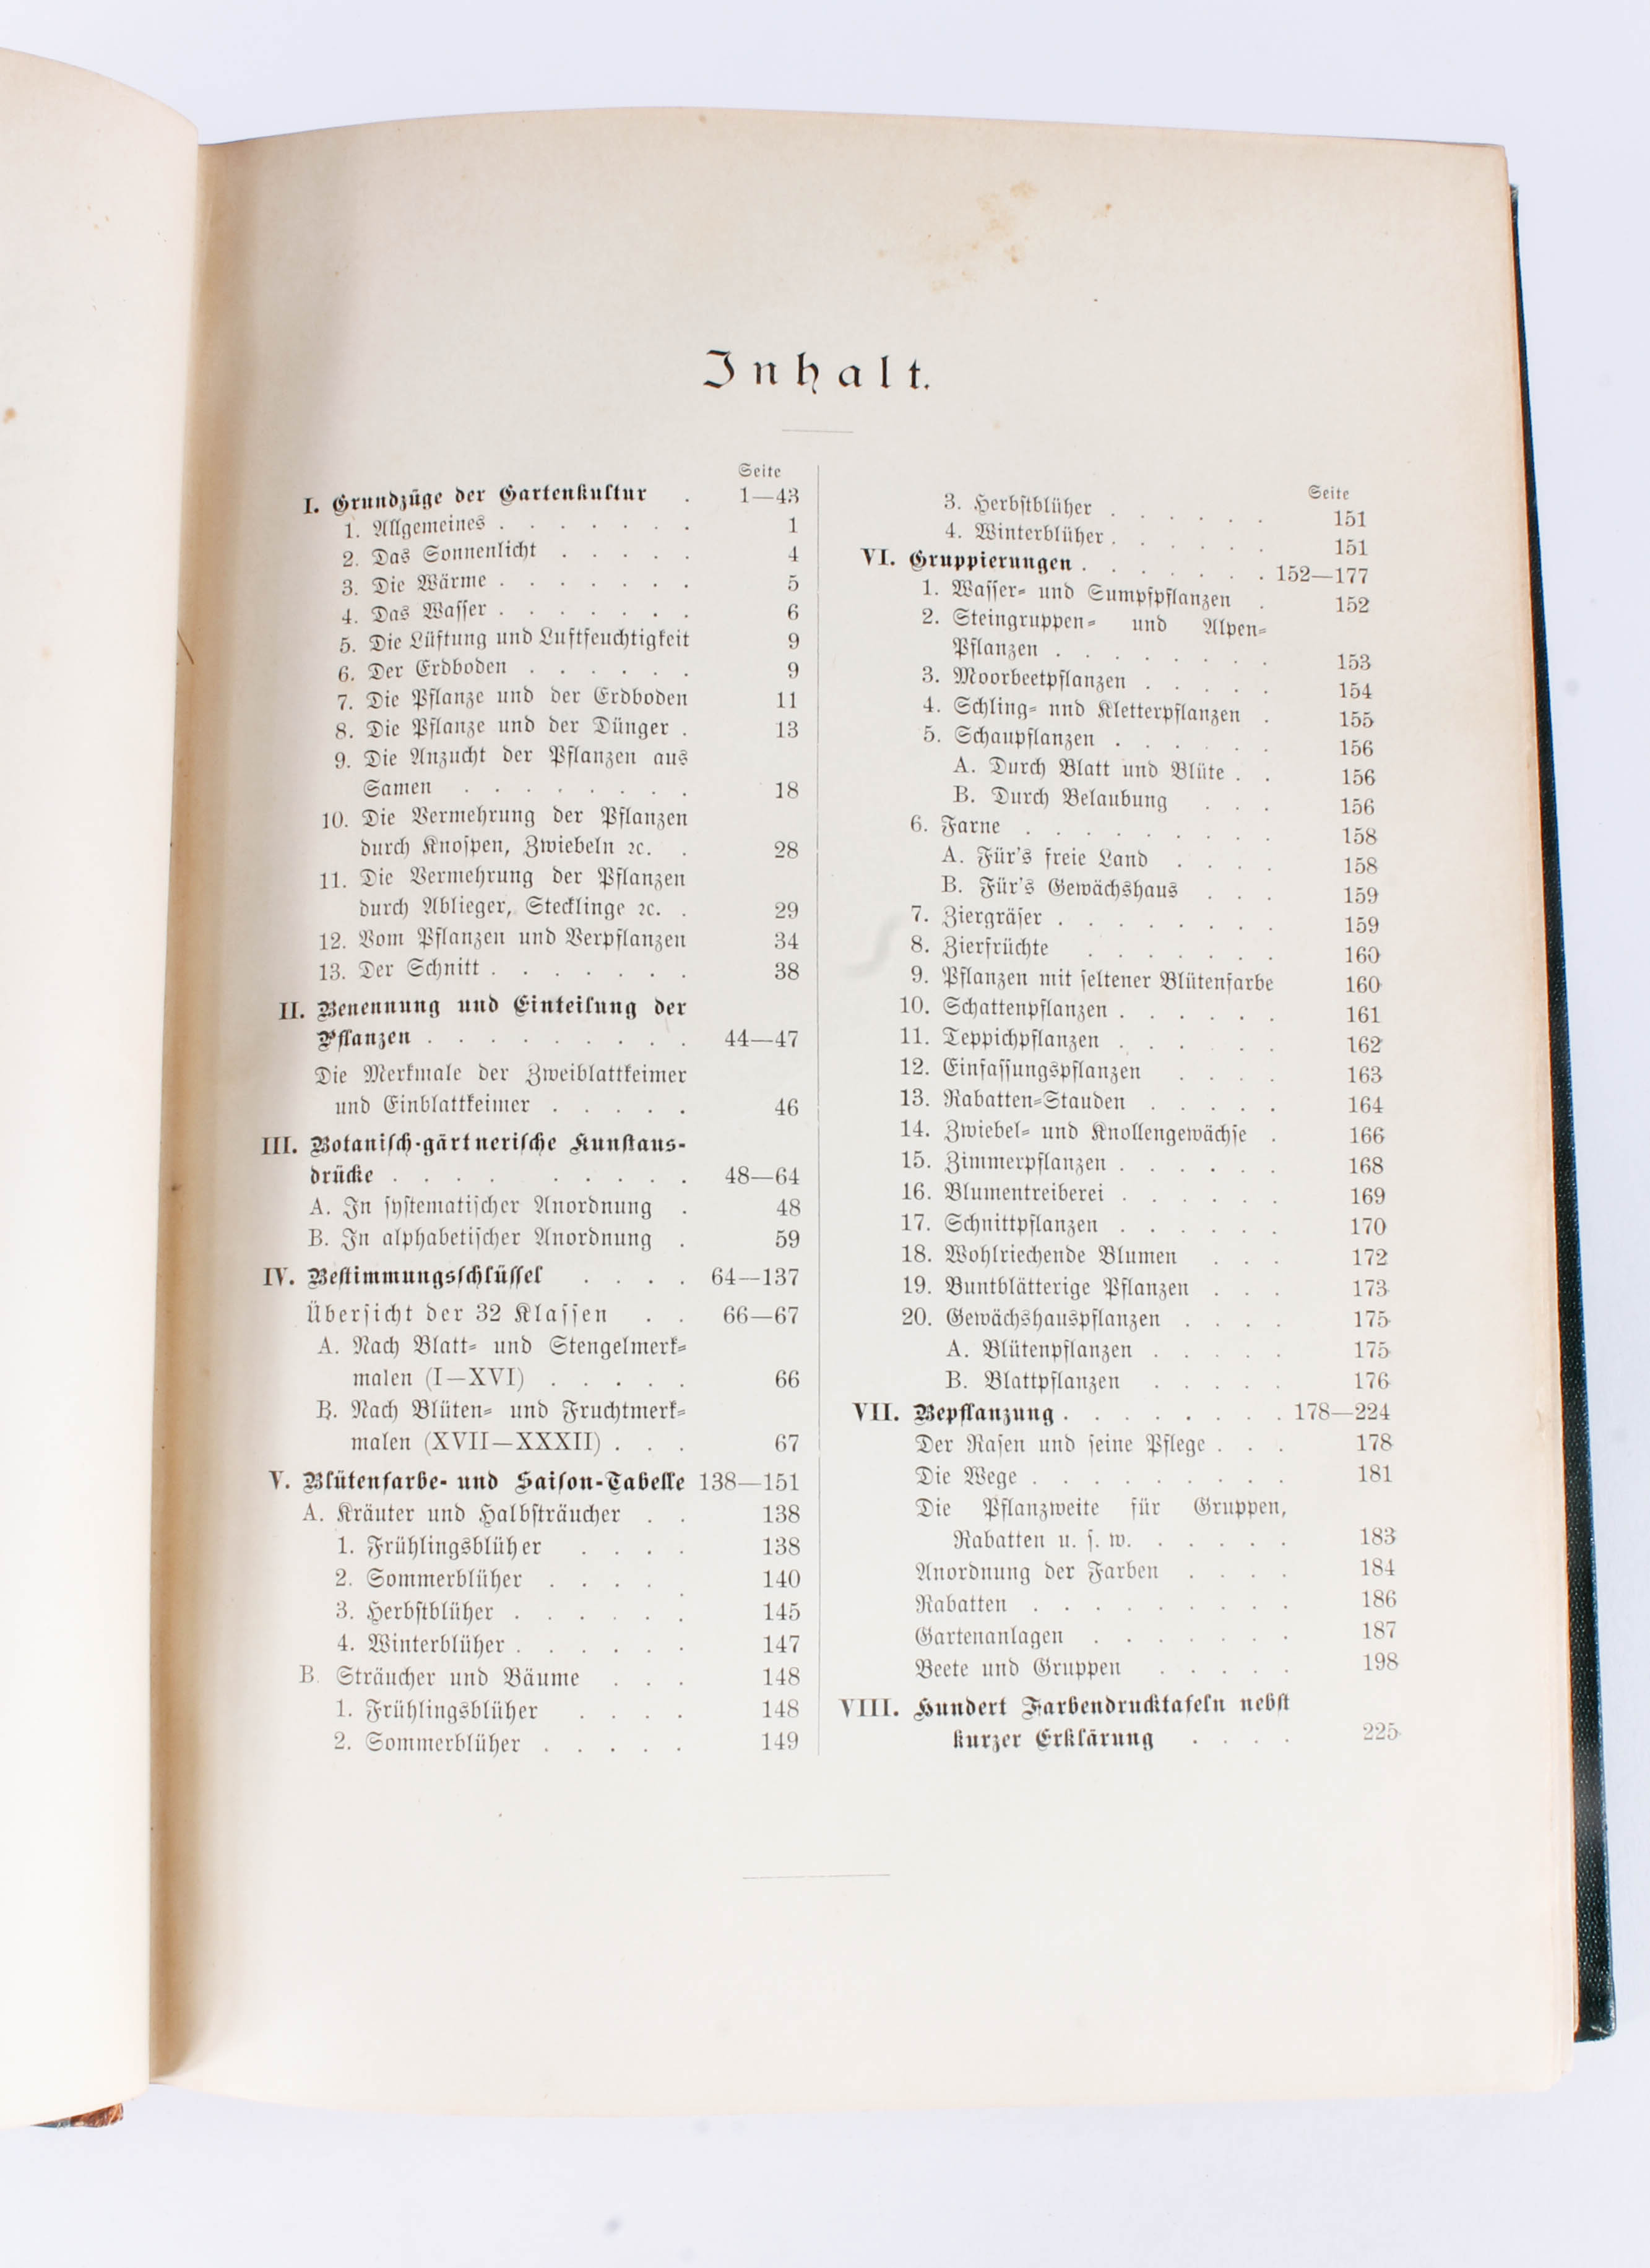 Inhalt.
Seite
I. Grundzüge der Gartenkultur . 1—43
1. Allgemeines . . . . . . . 1
2. Das Sonnenlicht . . . . . 4
3. Die Wärme . . . . . . . 5
4. Das Wasser . . . . . . . 6
5. Die Lüftung und Luftfeuchtigkeit 9
6. Der Erdboden . . . . . . 9
7. Die Pflanze und der Erdboden 11
8. Die Pflanze und der Dünger . 13
9. Die Anzucht der Pflanzen aus
Samen . . . . . . . . 18
10. Die Vermehrung der Pflanzen
durch Knospen, Zwiebeln ꝛc. . 28
11. Die Vermehrung der Pflanzen
durch Ablieger, Stecklinge ꝛc. . 29
12. Vom Pflanzen und Verpflanzen 34
13. Der Schnitt . . . . . . . 38
II. Benennung und Einteilung der
Pflanzen . . . . . . . . . 44—47
Die Merkmale der Zweiblattkeimer
und Einblattkeimer . . . . . 46
III. Botanisch-gärtnerische Kunstaus-
drücke . . . . . . . . . 48—64
A. In systematischer Anordnung . 48
B. In alphabetischer Anordnung . 59
IV. Bestimmungsschlüssel . . . . 64—137
Übersicht der 32 Klassen . . 66—67
A. Nach Blatt- und Stengelmerk-
malen (I—XVI) . . . . . 66
B. Nach Blüten- und Fruchtmerk-
malen (XVII—XXXII) . . . 67
V. Blütenfarbe- und Saison-Tabelle 138—151
A. Kräuter und Halbsträucher . . 138
1. Frühlingsblüher . . . . 138
2. Sommerblüher . . . . . 140
3. Herbstblüher . . . . . . 145
4. Winterblüher . . . . . . 147
B. Sträucher und Bäume . . . 148
1. Frühlingsblüher . . . . 148
2. Sommerblüher . . . . . 149
Seite
3. Herbstblüher . . . . . . 151
4. Winterblüher . . . . . . 151
VI. Gruppierungen . . . . . . . 152—177
1. Wasser- und Sumpfpflanzen . 152
2. Steingruppen- und Alpen-
Pflanzen . . . . . . . . 153
3. Moorbeetpflanzen . . . . . 154
4. Schling- und Kletterpflanzen . 155
5. Schaupflanzen . . . . . . 156
A. Durch Blatt und Blüte . . 156
B. Durch Belaubung . . . 156
6. Farne . . . . . . . . . 158
A. Für's freie Land . . . . 158
B. Für's Gewächshaus . . . 159
7. Ziergräser . . . . . . . . 159
8. Zierfrüchte . . . . . . . 160
9. Pflanzen mit seltener Blütenfarbe 160
10. Schattenpflanzen . . . . . . 161
11. Teppichpflanzen . . . . . 162
12. Einfassungspflanzen . . . . 163
13. Rabatten-Stauden . . . . . 164
14. Zwiebel- und Knollengewächse . 166
15. Zimmerpflanzen . . . . . . 168
16. Blumentreiberei . . . . . . 169
17. Schnittpflanzen . . . . . . 170
18. Wohlriechende Blumen . . . 172
19. Buntblätterige Pflanzen . . . 173
20. Gewächshauspflanzen . . . . 175
A. Blütenpflanzen . . . . . 175
B. Blattpflanzen . . . . . 176
VII. Bepflanzung . . . . . . . . 178—224
Der Rasen und seine Pflege . . . 178
Die Wege . . . . . . . . . 181
Die Pflanzweite für Gruppen,
Rabatten u. s. w. . . . . . 183
Anordnung der Farben . . . . 184
Rabatten . . . . . . . . . 186
Gartenanlagen . . . . . . . 187
Beete und Gruppen . . . . . 198
VIII. Hundert Farbendrucktafeln nebst
kurzer Erklärung . . . . 225